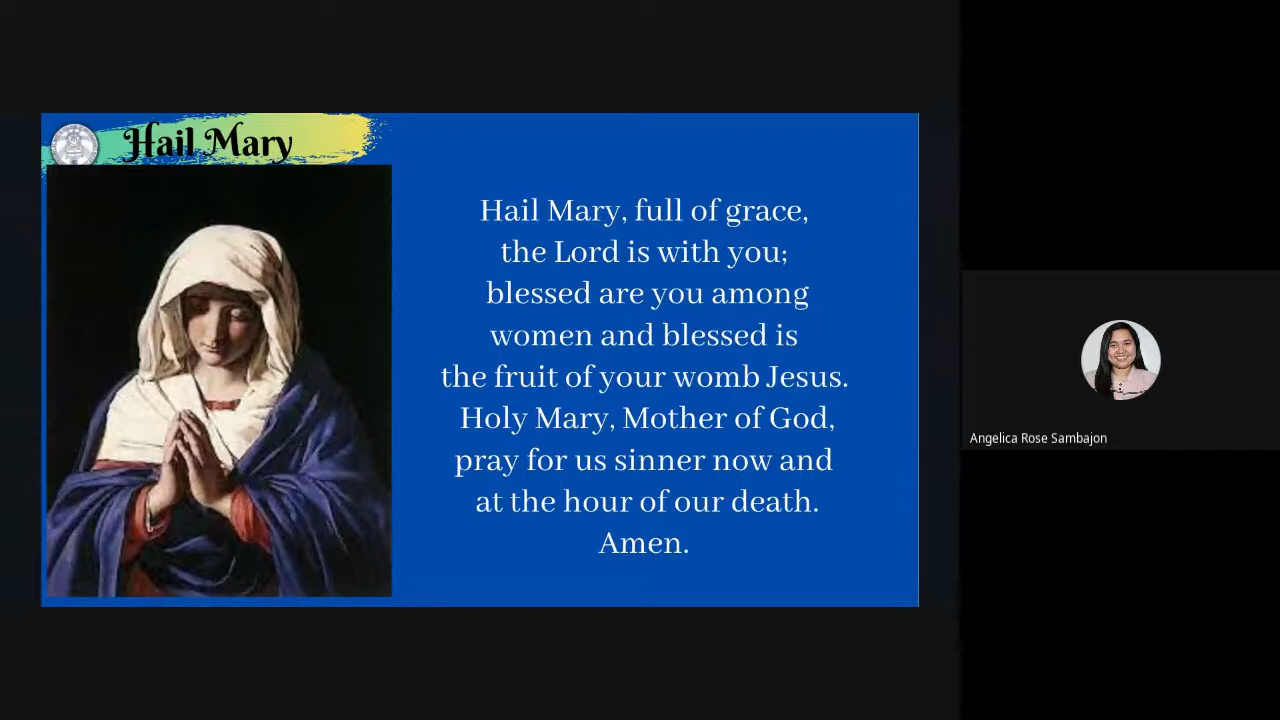 Hail Mary
Hail Mary, full of grace,
the Lord is with you;
blessed are you among
women and blessed is
the fruit of your womb Jesus.
Holy Mary, Mother of God,
pray for us sinner now and
at the hour of our death.
Amen.
Angelica Rose Sambajon